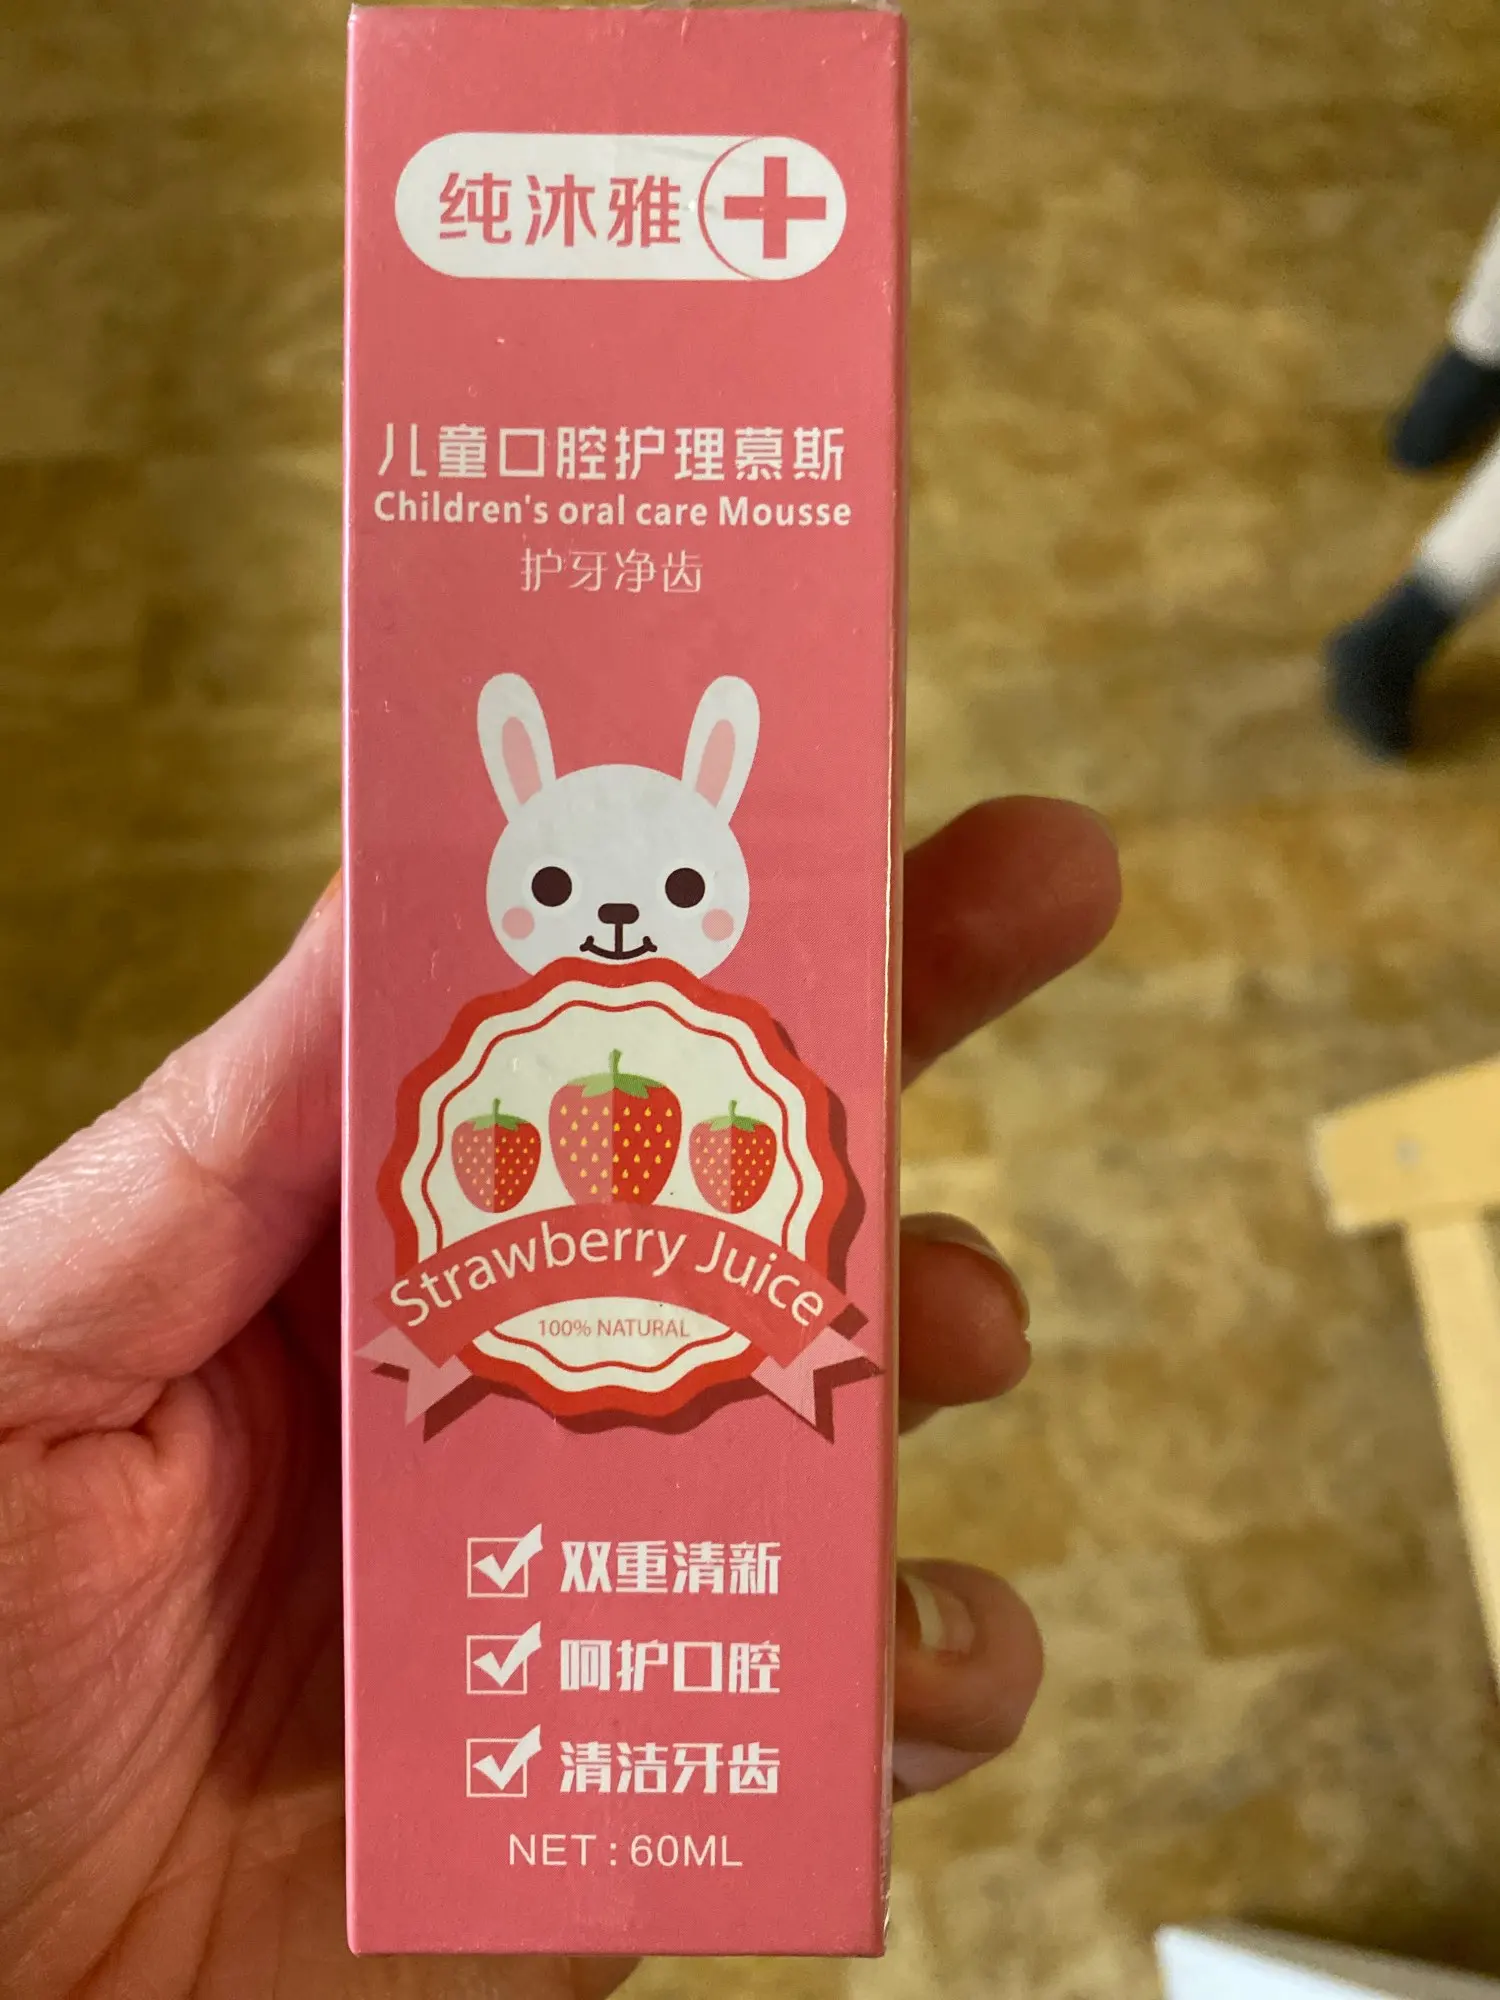 纯沐雅
儿童口腔护理慕斯
Children's oral care Mousse
护牙净齿
Strawberry Juice
100% NATURAL
双重清新
呵护口腔
清洁牙齿
NET : 60ML